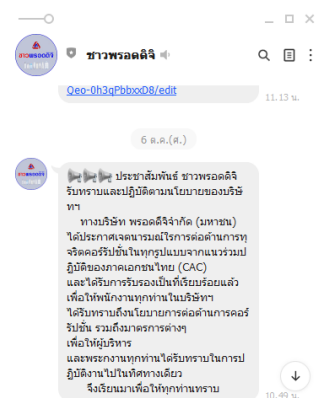 ชาวพรอดดิจิ
Qeo-0h3qPbbxxD8/edit
11.13 น.
6 ต.ค.(ศ.)
ประชาสัมพันธ์ ชาวพรอดดิจิ
รับทราบและปฏิบัติตามนโยบายของบริษั
ทฯ
ทางบริษัท พรอดดิจิจำกัด (มหาชน)
ได้ประกาศเจตนารมณ์ไรการต่อต้านการทุ
จริตคอร์รัปชั่นในทุกรูปแบบจากแนวร่วมป
ฏิบัติของภาคเอกชนไทย (CAC)
และได้รับการรับรองเป็นที่เรียบร้อยแล้ว
เพื่อให้พนักงานทุกท่านในบริษัทฯ
ได้รับทราบถึงนโยบายการต่อต้านการคอร์
รัปชั่น รวมถึงมาตรการต่างๆ
เพื่อให้ผู้บริหาร
และพระกงานทุกท่านได้รับทราบในการป
ฏิบัติงานไปในทิศทางเดียว
จึงเรียนมาเพื่อให้ทุกท่านทราบ
10.49 น.